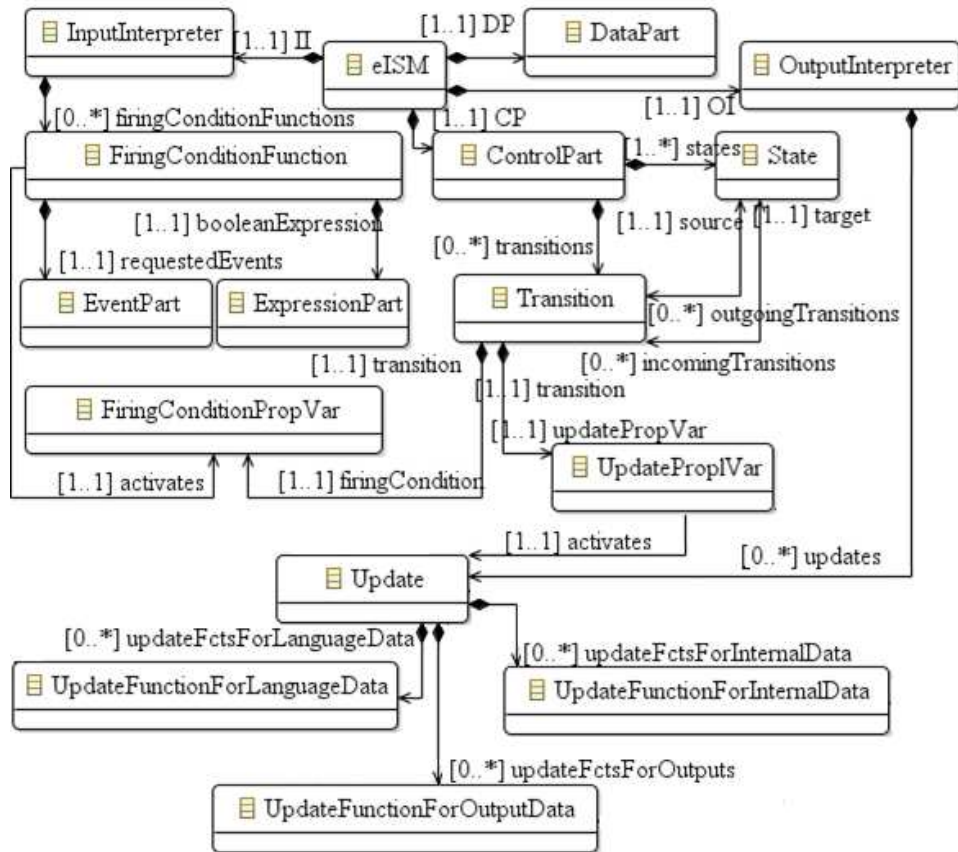 InputInterpreter
[1..1] II
eISM
[1..1] DP
DataPart
OutputInterpreter
[1..1] OI
[0..*] firingConditionFunctions
[1..1] CP
FiringConditionFunction
ControlPart
[1..*] states
State
[1..1] booleanExpression
[1..1] source
[1..1] target
[1..1] requestedEvents
[0..*] transitions
EventPart
ExpressionPart
Transition
[0..*] outgoingTransitions
[1..1] transition
[0..*] incomingTransitions
[1..1] transition
FiringConditionPropVar
[1..1] updatePropVar
UpdateProplVar
[1..1] activates
[1..1] firingCondition
[1..1] activates
[0..*] updates
Update
[0..*] updateFctsForLanguageData
[0..*] updateFctsForInternalData
UpdateFunctionForLanguageData
UpdateFunctionForInternalData
[0..*] updateFctsForOutputs
UpdateFunctionForOutputData